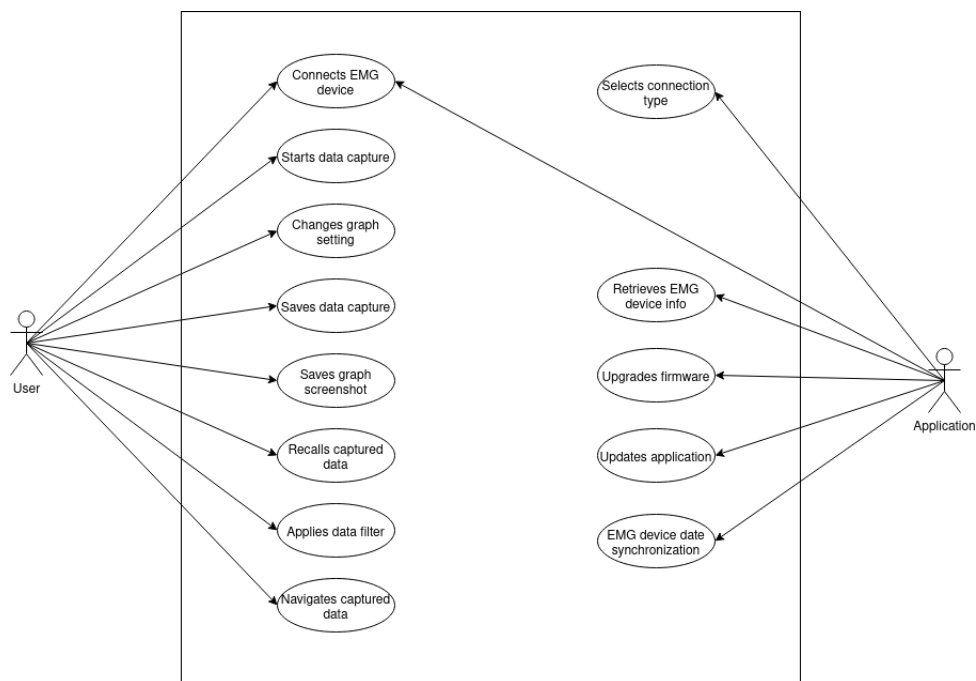 Connects EMG
device
Selects connection
type
Starts data capture
Changes graph
setting
Saves data capture
Retrieves EMG
device info
Saves graph
screenshot
Upgrades firmware
User
Application
Recalls captured
data
Updates application
Applies data filter
EMG device date
synchronization
Navigates captured
data